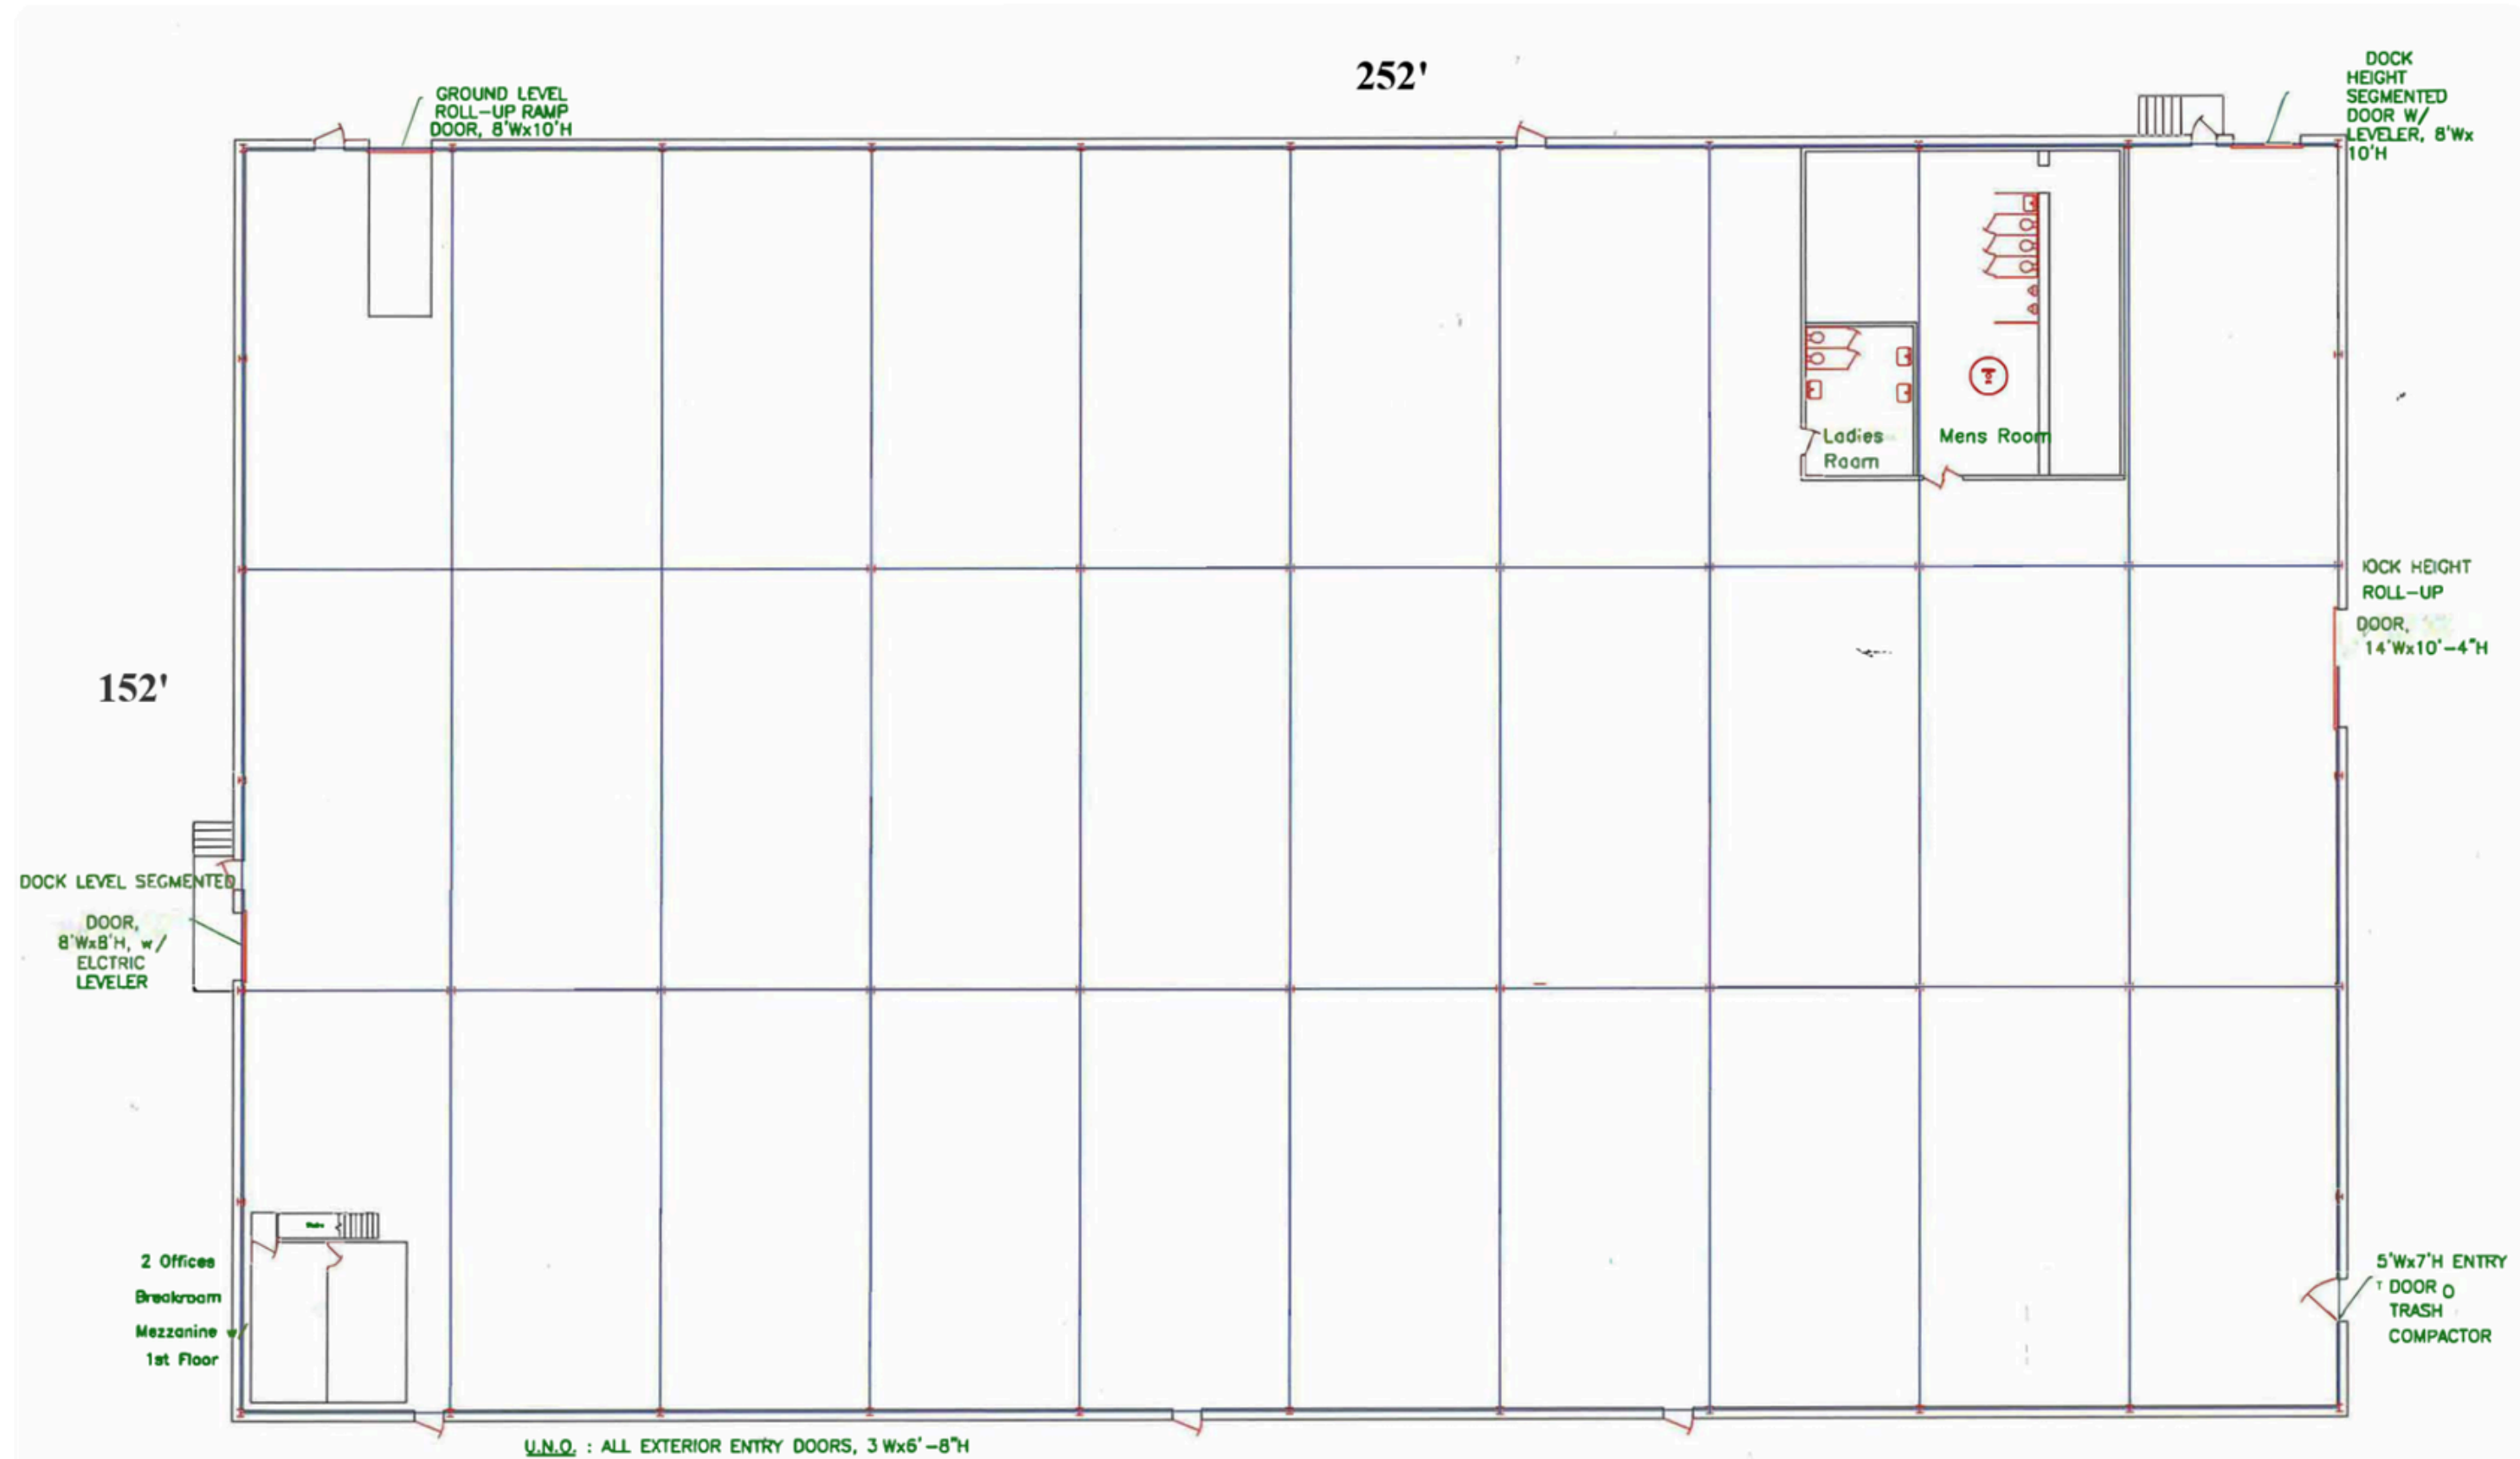 252'
GROUND LEVEL
ROLL-UP RAMP
DOOR, 8'Wx10'H
DOCK
HEIGHT
SEGMENTED
DOOR W/
LEVELER, 8'Wx
10'H
Ladies
Room
Mens Room
OCK HEIGHT
ROLL-UP
DOOR,
14'Wx10'-4"H
152'
DOCK LEVEL SEGMENTED
DOOR,
8'Wx8'H, w/
ELCTRIC
LEVELER
2 Offices
Breakroom
Mezzanine w/
1st Floor
5'Wx7'H ENTRY
T DOOR O
TRASH
COMPACTOR
U.N.O. : ALL EXTERIOR ENTRY DOORS, 3 Wx6'-8"H